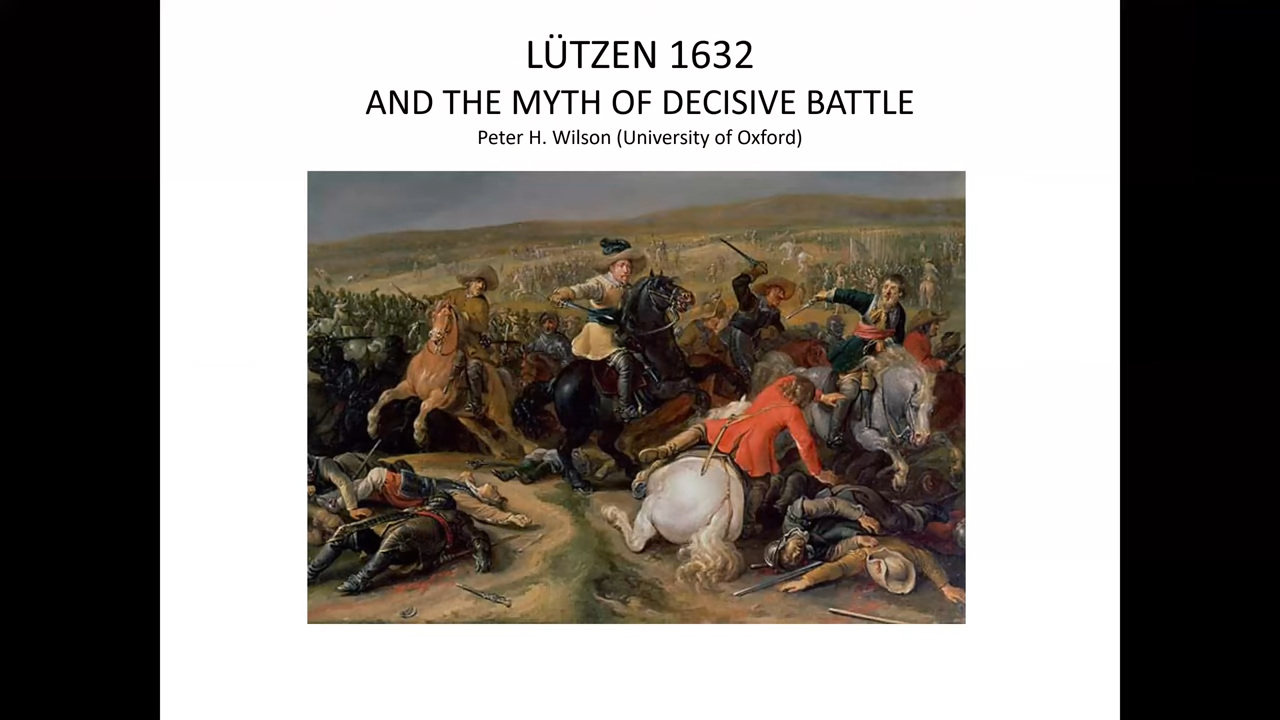 LÜTZEN 1632
AND THE MYTH OF DECISIVE BATTLE
Peter H. Wilson (University of Oxford)